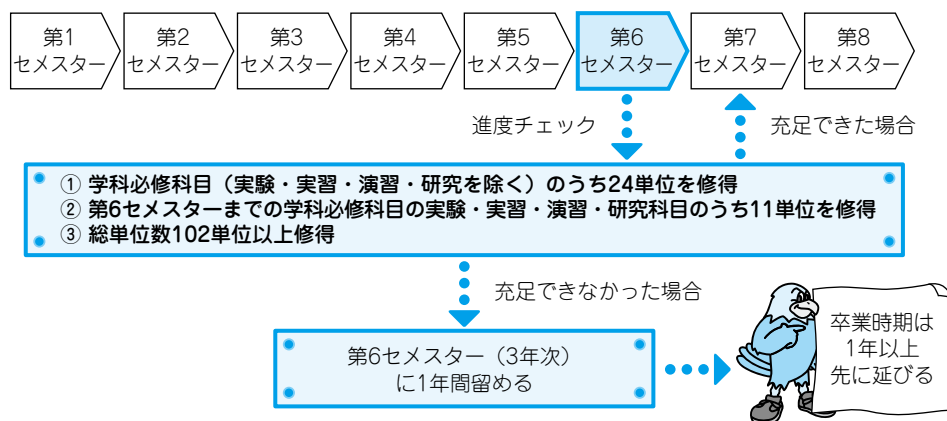 第1
セメスター
第2
セメスター
第3
セメスター
第4
セメスター
第5
セメスター
第6
セメスター
第7
セメスター
第8
セメスター
進度チェック
充足できた場合
① 学科必修科目（実験・実習・演習・研究を除く）のうち24単位を修得
② 第6セメスターまでの学科必修科目の実験・実習・演習・研究科目のうち11単位を修得
③ 総単位数102単位以上修得
充足できなかった場合
第6セメスター（3年次）
に1年間留める
卒業時期は
1年以上
先に延びる